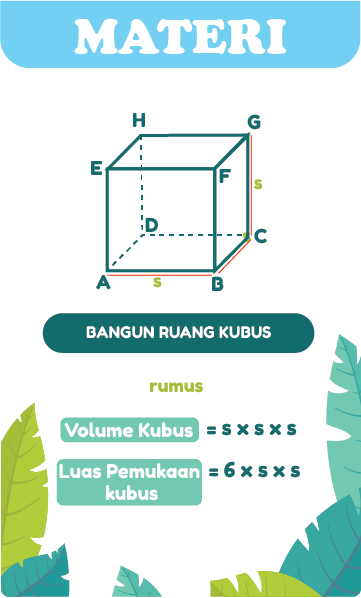 MATERI
H
G
E
F
s
D
C
A
s
B
BANGUN RUANG KUBUS
rumus
Volume Kubus = s x s x s
Luas Pemukaan = 6 x s x s
kubus